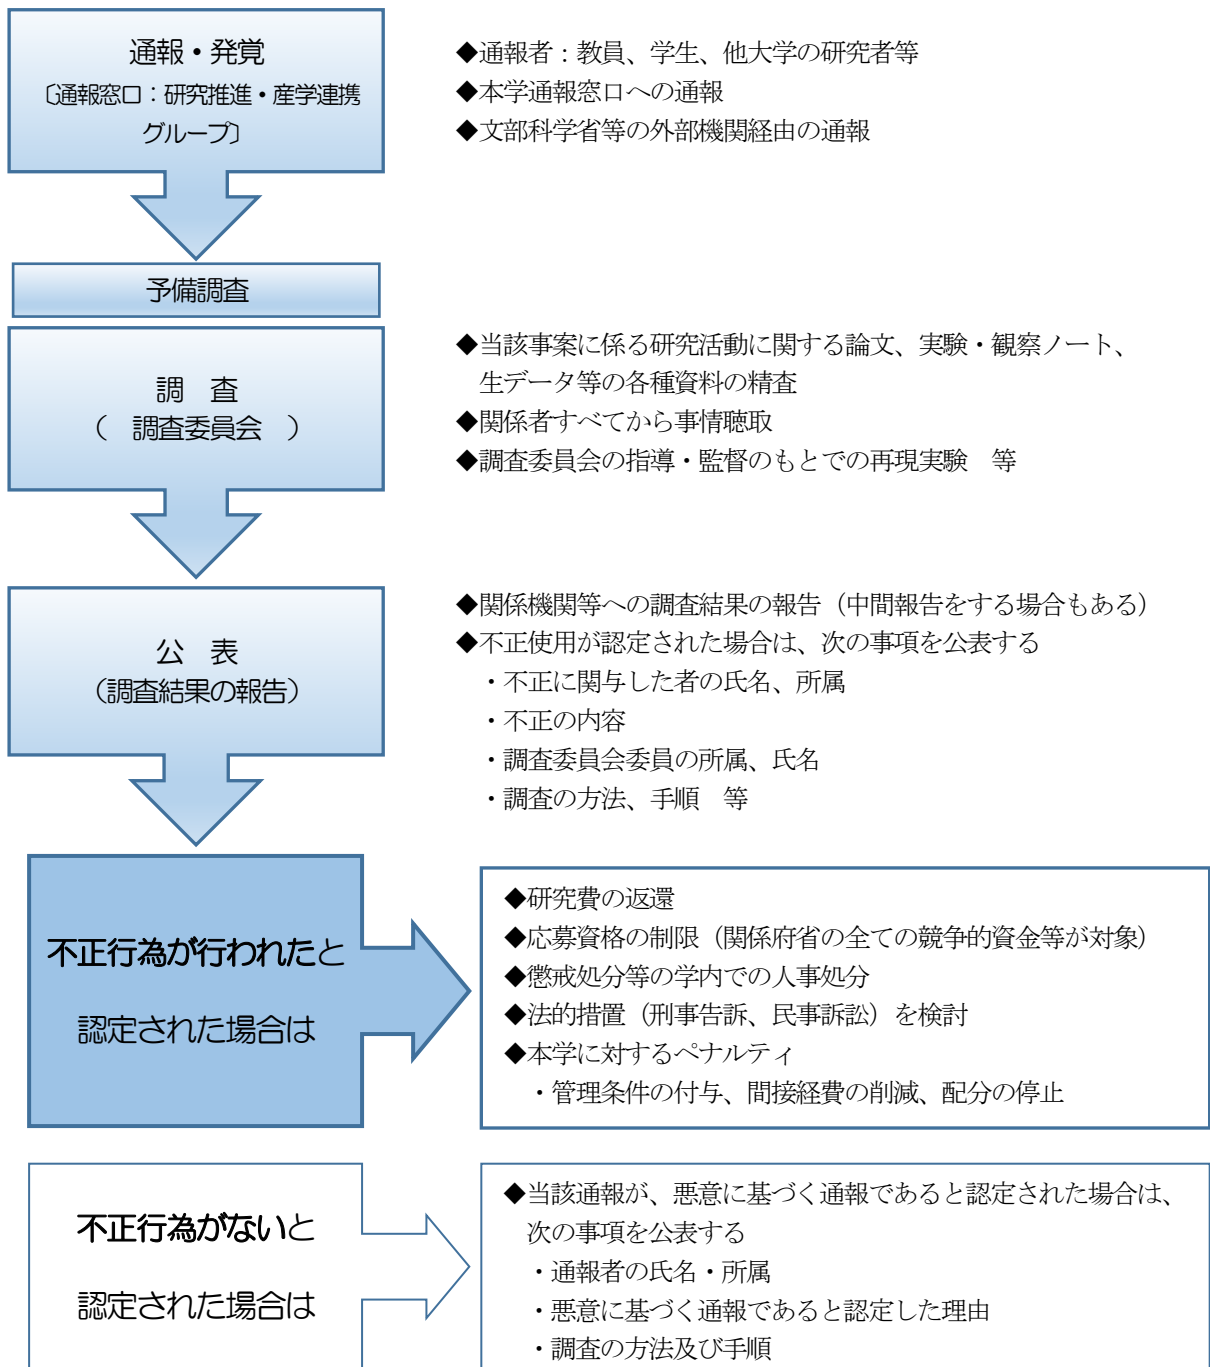 通報・発覚
〔通報窓口：研究推進・産学連携
グループ〕
◆通報者：教員、学生、他大学の研究者等
◆本学通報窓口への通報
◆文部科学省等の外部機関経由の通報
予備調査
調　査
（　調査委員会　）
◆当該事案に係る研究活動に関する論文、実験・観察ノート、
生データ等の各種資料の精査
◆関係者すべてから事情聴取
◆調査委員会の指導・監督のもとでの再現実験　等
公　表
（調査結果の報告）
◆関係機関等への調査結果の報告（中間報告をする場合もある）
◆不正使用が認定された場合は、次の事項を公表する
・不正に関与した者の氏名、所属
・不正の内容
・調査委員会委員の所属、氏名
・調査の方法、手順　等
不正行為が行われたと
認定された場合は
◆研究費の返還
◆応募資格の制限（関係府省の全ての競争的資金等が対象）
◆懲戒処分等の学内での人事処分
◆法的措置（刑事告訴、民事訴訟）を検討
◆本学に対するペナルティ
・管理条件の付与、間接経費の削減、配分の停止
不正行為がないと
認定された場合は
◆当該通報が、悪意に基づく通報であると認定された場合は、
次の事項を公表する
・通報者の氏名・所属
・悪意に基づく通報であると認定した理由
・調査の方法及び手順